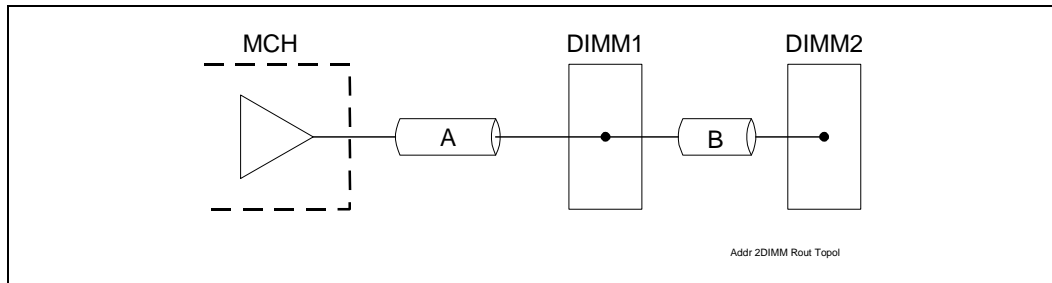 MCH DIMM1 DIMM2
A B
Addr 2DIMM Rout Topol